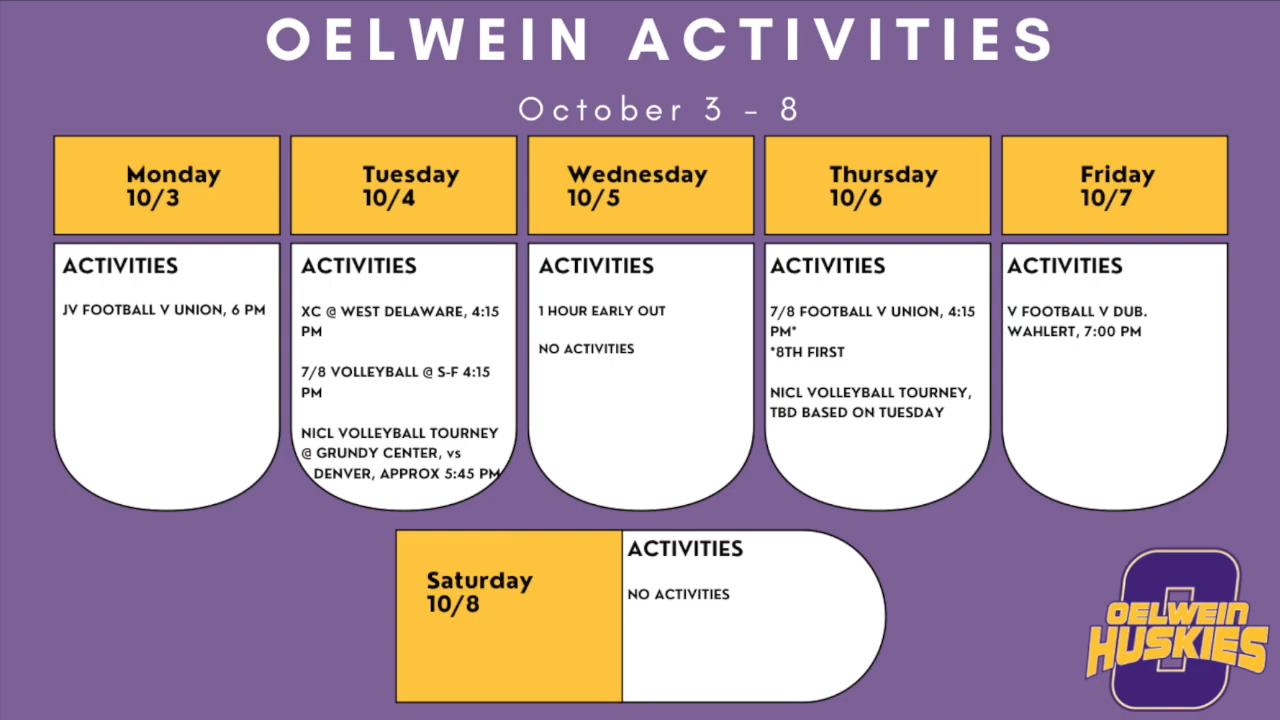 OELWEIN ACTIVITIES
October 3 - 8
Monday
10/3
ACTIVITIES
JV FOOTBALL V UNION, 6 PM
Tuesday
10/4
ACTIVITIES
XC @ WEST DELAWARE, 4:15
PM
7/8 VOLLEYBALL @ S-F 4:15
PM
NICL VOLLEYBALL TOURNEY
@ GRUNDY CENTER, vs
DENVER, APPROX 5:45 PM
Wednesday
10/5
ACTIVITIES
1 HOUR EARLY OUT
NO ACTIVITIES
Thursday
10/6
ACTIVITIES
7/8 FOOTBALL V UNION, 4:15
PM*
*8TH FIRST
NICL VOLLEYBALL TOURNEY,
TBD BASED ON TUESDAY
Friday
10/7
ACTIVITIES
V FOOTBALL V DUB.
WAHLERT, 7:00 PM
Saturday
10/8
ACTIVITIES
NO ACTIVITIES
OELWEIN
HUSKIES